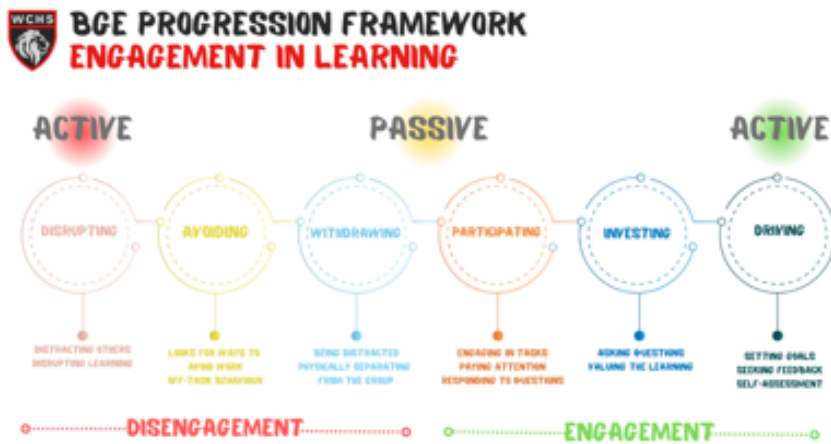 WCHS
BGE PROGRESSION FRAMEWORK
ENGAGEMENT IN LEARNING
ACTIVE
PASSIVE
ACTIVE
DISRUPTING
AVOIDING
WITHDRAWING
PARTICIPATING
INVESTING
DRIVING
DISTRACTING OTHERS
DISRUPTING LEARNING
LOOKS FOR WAYS TO
AVOID WORK
OFF-TASK BEHAVIOUR
BEING DISTRACTED
PHYSICALLY SEPARATING
FROM THE GROUP
ENGAGING IN TASKS
PAYING ATTENTION
RESPONDING TO QUESTIONS
ASKING QUESTIONS
VALUING THE LEARNING
SETTING GOALS
SEEKING FEEDBACK
SELF-ASSESSMENT
DISENGAGEMENT
ENGAGEMENT